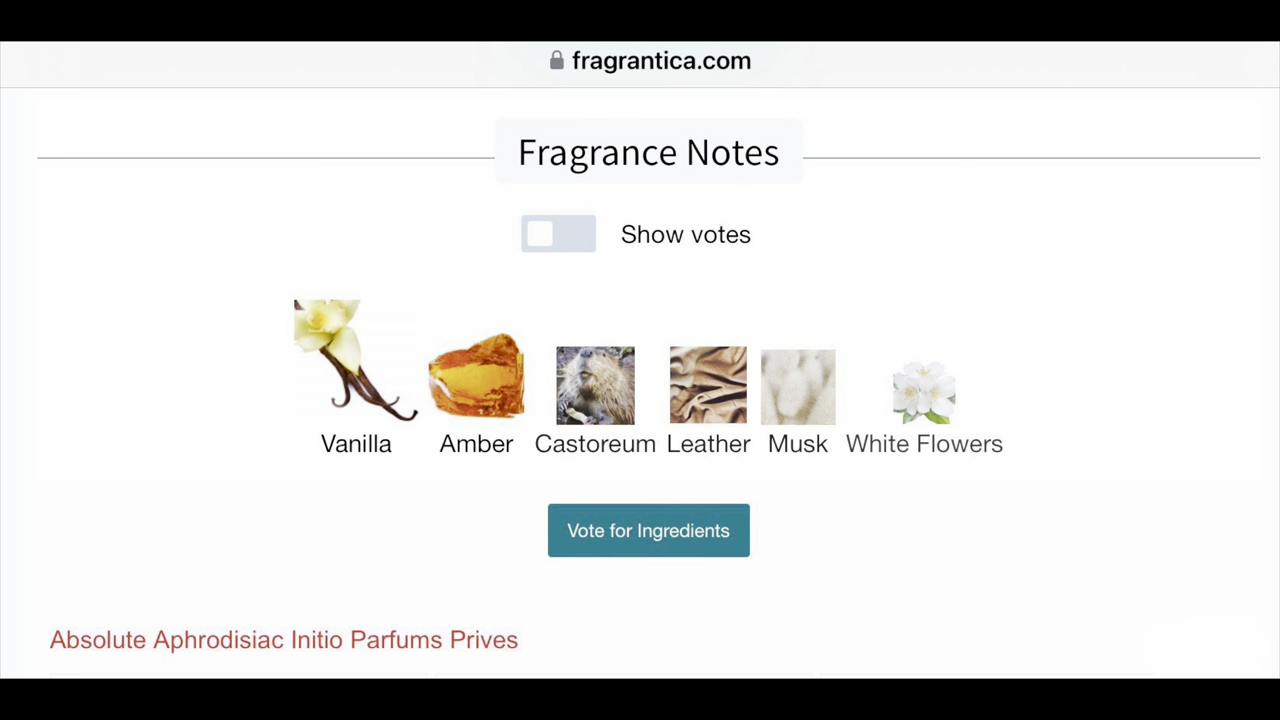 fragrantica.com
Fragrance Notes
Show votes
Vanilla Amber Castoreum Leather Musk White Flowers
Vote for Ingredients
Absolute Aphrodisiac Initio Parfums Prives